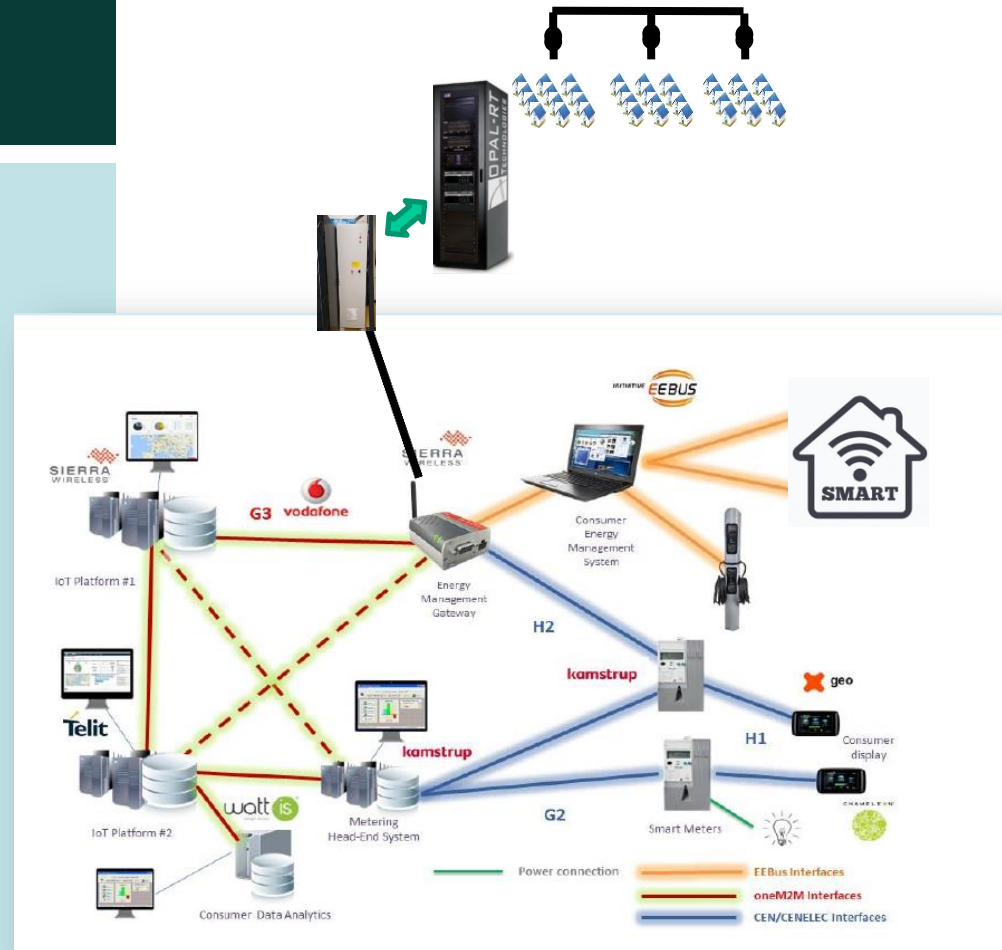 OPAL-RT
TECHNOLOGIES
INITIATIVE EEBUS
SIERRA
WIRELESS
SIERRA
WIRELESS
SMART
G3
vodafone
Consumer
Energy
Management
System
IoT Platform #1
Energy
Management
Gateway
H2
kamstrup
geo
Telit
kamstrup
H1
Consumer
display
watt is
Metering
Head-End System
G2
CHAMELEON
IoT Platform #2
Smart Meters
Power connection
EEBus Interfaces
oneM2M Interfaces
Consumer Data Analytics
CEN/CENELEC Interfaces